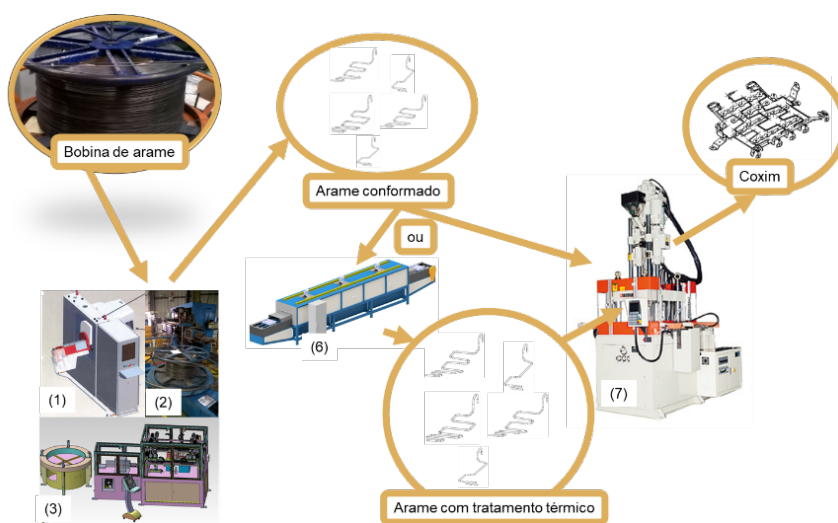 Bobina de arame
Arame conformado
ou
Coxim
(1)
(2)
(3)
(6)
(7)
Arame com tratamento térmico